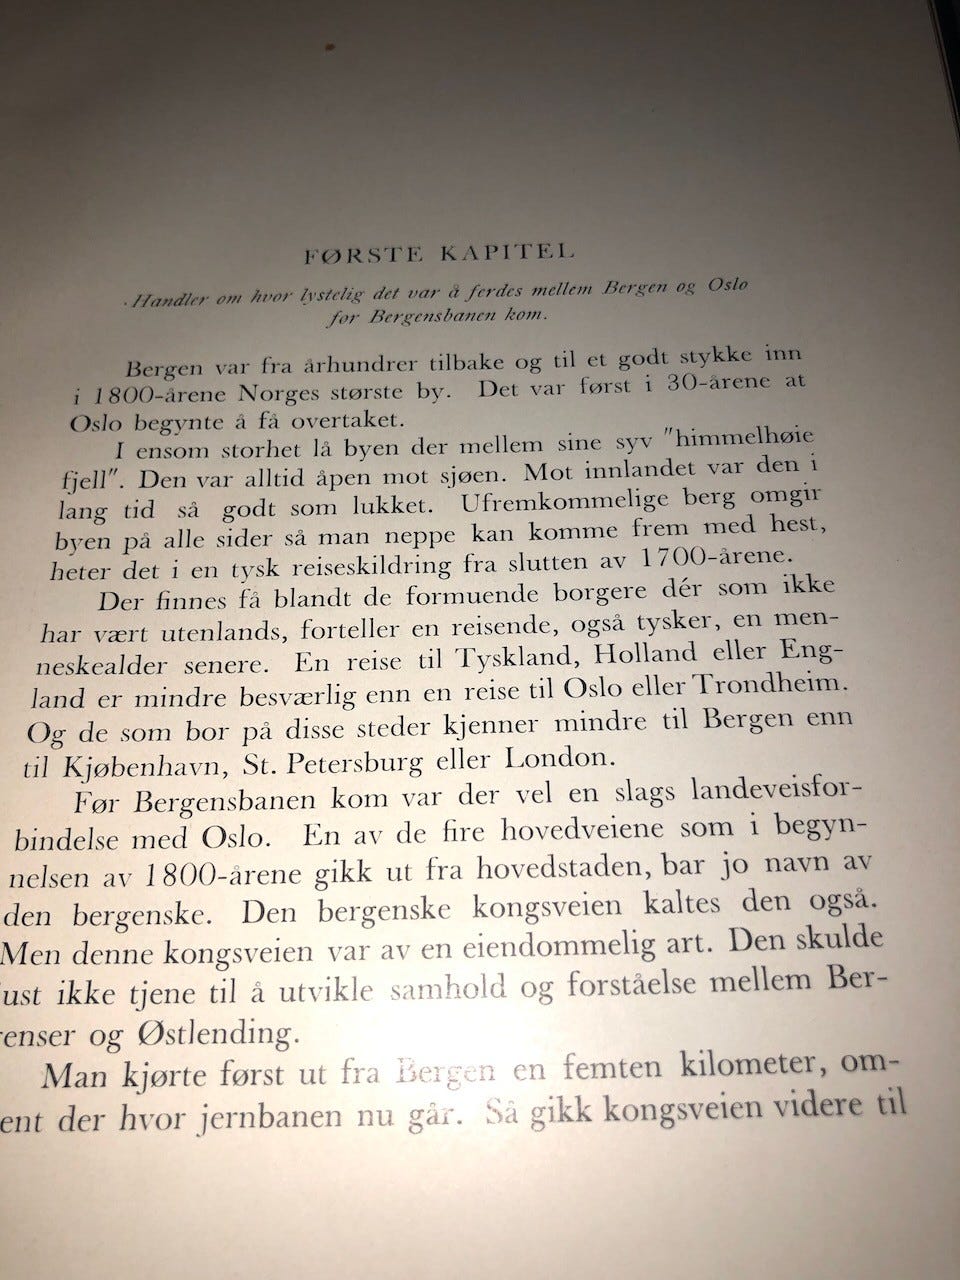 FØRSTE KAPITEL
Handler om hvor lystelig det var å ferdes mellem Bergen og Oslo
før Bergensbanen kom.
Bergen var fra århundrer tilbake og til et godt stykke inn
i 1800-årene Norges største by. Det var først i 30-årene at
Oslo begynte å få overtaket.
I ensom storhet lå byen der mellem sine syv "himmelhøie
fjell". Den var alltid åpen mot sjøen. Mot innlandet var den i
lang tid så godt som lukket. Ufremkommelige berg omgir
byen på alle sider så man neppe kan komme frem med hest,
heter det i en tysk reiseskildring fra slutten av 1700-årene.
Der finnes få blandt de formuende borgere dér som ikke
har vært utenlands, forteller en reisende, også tysker, en men-
neskealder senere. En reise til Tyskland, Holland eller Eng-
land er mindre besværlig enn en reise til Oslo eller Trondheim.
Og de som bor på disse steder kjenner mindre til Bergen enn
til Kjøbenhavn, St. Petersburg eller London.
Før Bergensbanen kom var der vel en slags landeveisfor-
bindelse med Oslo. En av de fire hovedveiene som i begyn-
nelsen av 1800-årene gikk ut fra hovedstaden, bar jo navn av
den bergenske. Den bergenske kongsveien kaltes den også.
Men denne kongsveien var av en eiendommelig art. Den skulde
just ikke tjene til å utvikle samhold og forståelse mellem Ber-
genser og Østlending.
Man kjørte først ut fra Bergen en femten kilometer, om-
ent der hvor jernbanen nu går. Så gikk kongsveien videre til